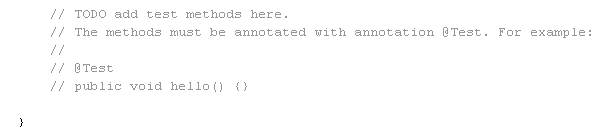 // TODO add test methods here.
// The methods must be annotated with annotation @Test. For example:
//
// @Test
// public void hello() {}
}